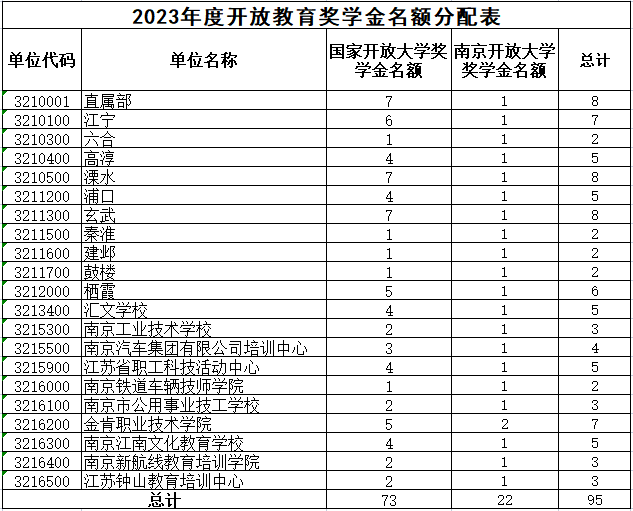 2023年度开放教育奖学金名额分配表
单位代码 单位名称 国家开放大学奖学金名额 南京开放大学奖学金名额 总计
3210001 直属部 7 1 8
3210100 江宁 6 1 7
3210300 六合 1 1 2
3210400 高淳 4 1 5
3210500 溧水 7 1 8
3211200 浦口 4 1 5
3211300 玄武 7 1 8
3211500 秦淮 1 1 2
3211600 建邺 1 1 2
3211700 鼓楼 1 1 2
3212000 栖霞 5 1 6
3213400 汇文学校 4 1 5
3215300 南京工业技术学校 2 1 3
3215500 南京汽车集团有限公司培训中心 3 1 4
3215900 江苏省职工科技活动中心 4 1 5
3216000 南京铁道车辆技师学院 1 1 2
3216100 南京市公用事业技工学校 2 1 3
3216200 金肯职业技术学院 5 2 7
3216300 南京江南文化教育学校 4 1 5
3216400 南京新航线教育培训学院 2 1 3
3216500 江苏钟山教育培训中心 2 1 3
总计 73 22 95